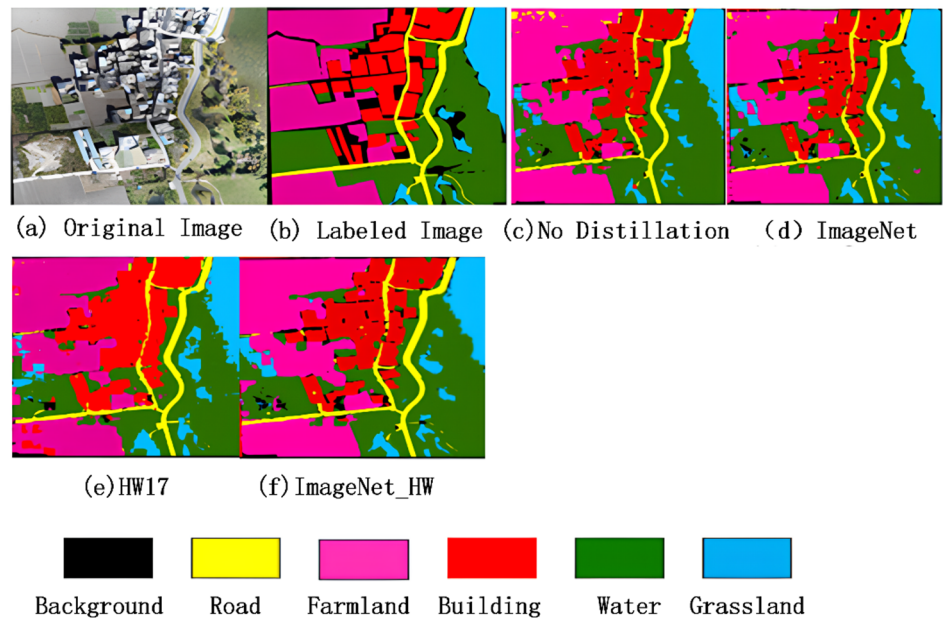 (a) Original Image
(b) Labeled Image
(c)No Distillation
(d) ImageNet
(e)HW17
(f)ImageNet_HW
Background
Road
Farmland
Building
Water
Grassland